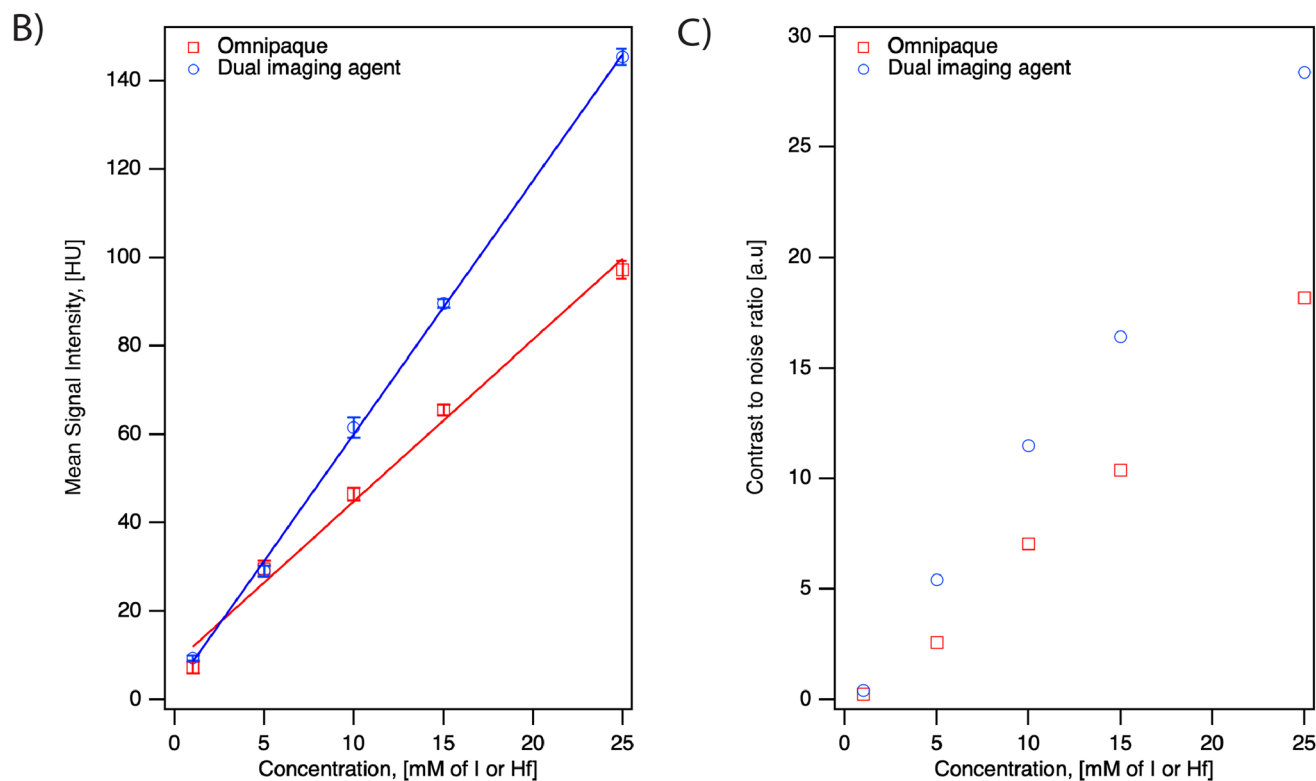 B)
Omnipaque
Dual imaging agent
140
120
100
80
60
40
20
0
Mean Signal Intensity, [HU]
0 5 10 15 20 25
Concentration, [mM of I or Hf]
C)
Omnipaque
Dual imaging agent
30
25
20
15
10
5
0
Contrast to noise ratio [a.u]
0 5 10 15 20 25
Concentration, [mM of I or Hf]